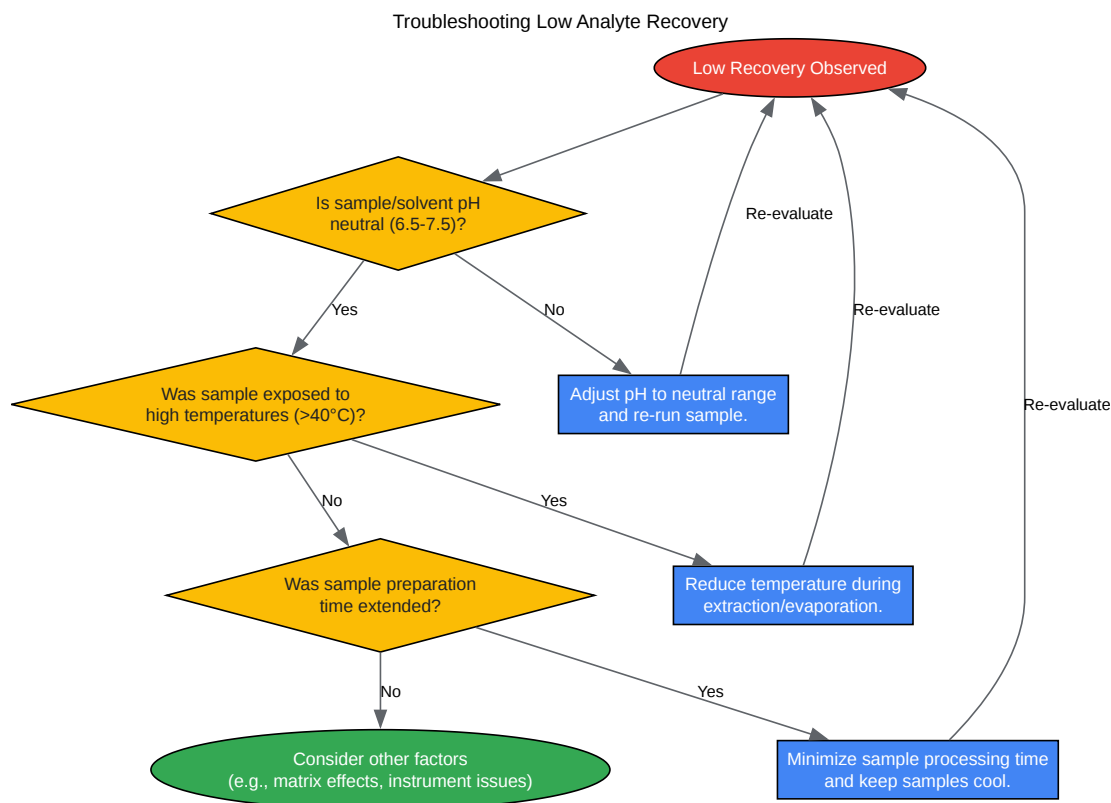 Troubleshooting Low Analyte Recovery
Low Recovery Observed
Is sample/solvent pH
neutral (6.5-7.5)?
Re-evaluate
Yes
No
Re-evaluate
Was sample exposed to
high temperatures (>40°C)?
Adjust pH to neutral range
and re-run sample.
Re-evaluate
No
Yes
Was sample preparation
time extended?
Reduce temperature during
extraction/evaporation.
No
Yes
Consider other factors
(e.g., matrix effects, instrument issues)
Minimize sample processing time
and keep samples cool.